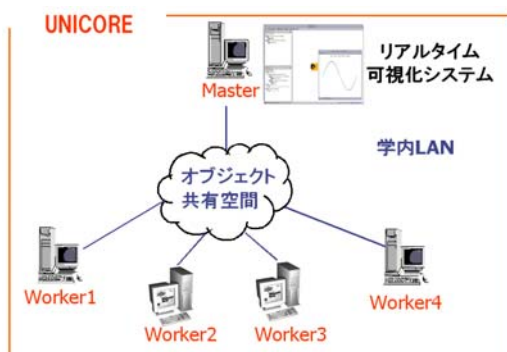 UNICORE
リアルタイム
可視化システム
Master
学内LAN
オブジェクト
共有空間
Worker1
Worker2
Worker3
Worker4